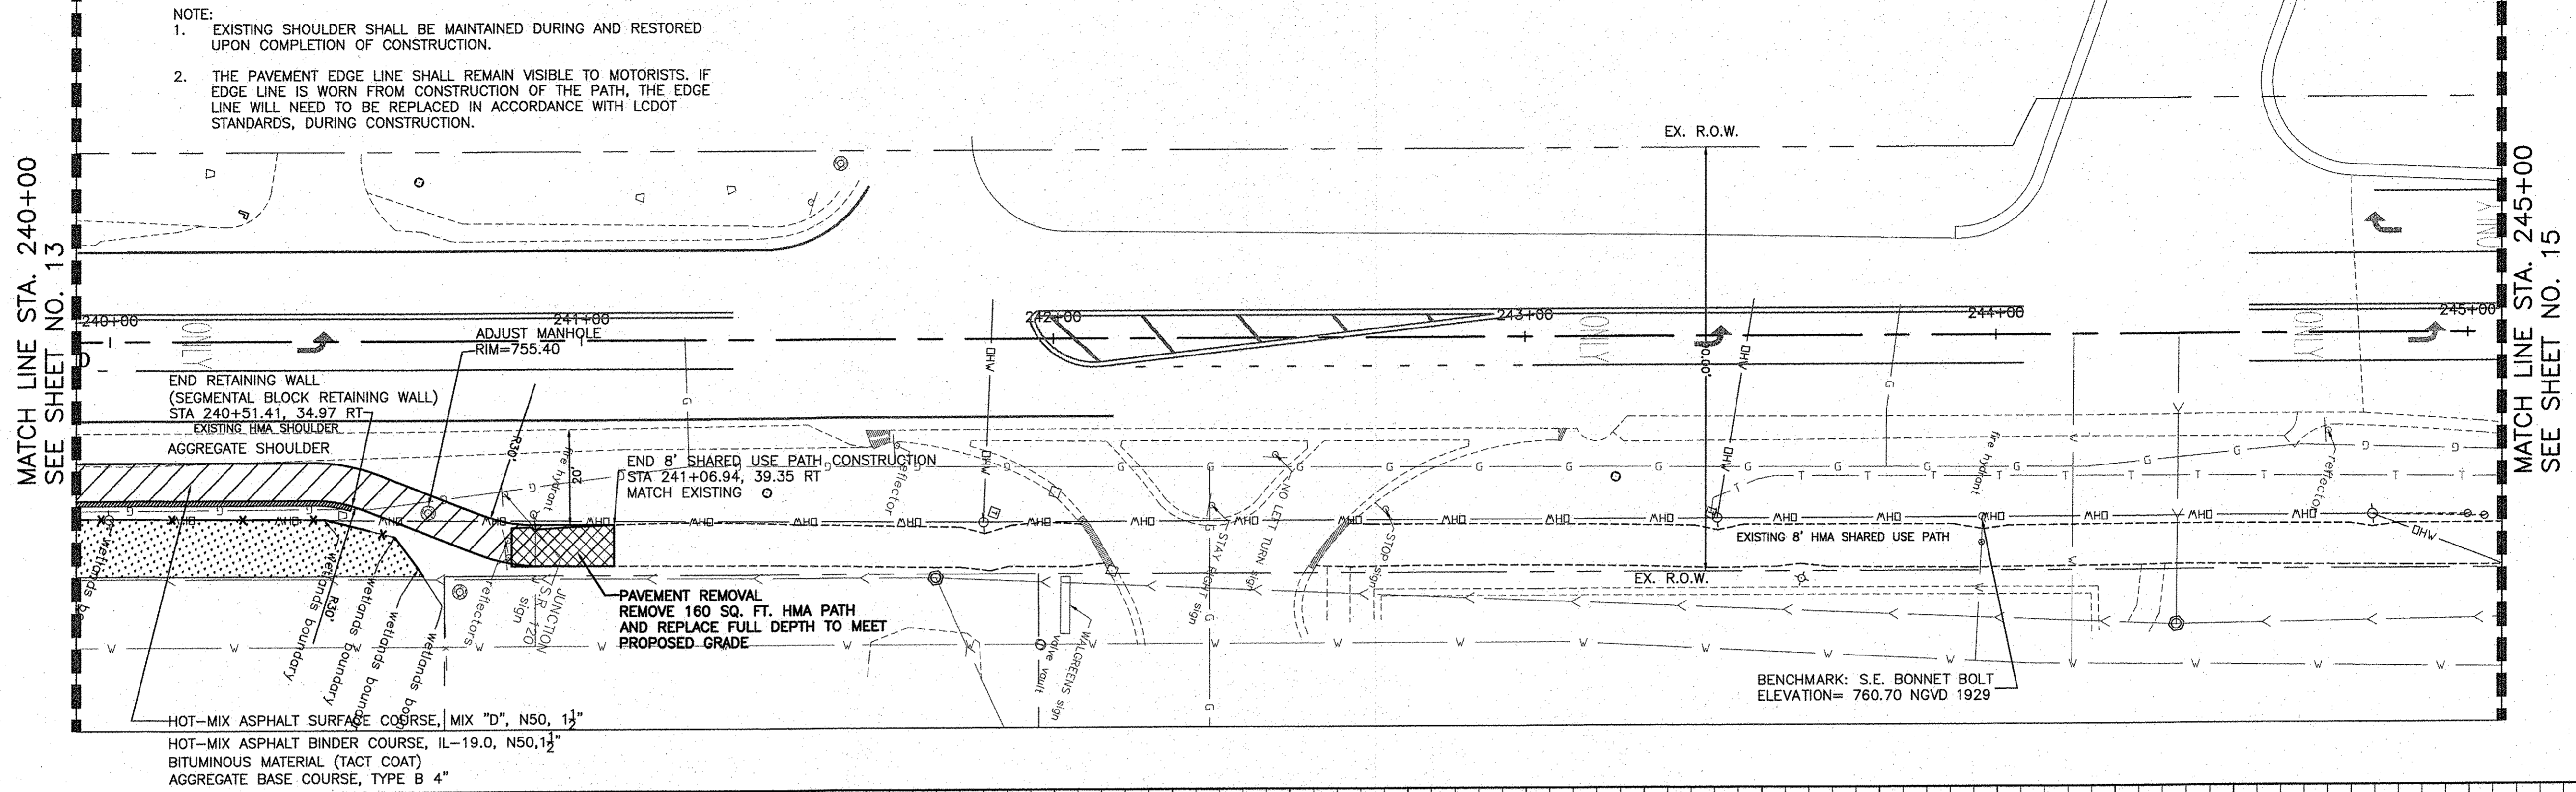 NOTE:
1. EXISTING SHOULDER SHALL BE MAINTAINED DURING AND RESTORED
UPON COMPLETION OF CONSTRUCTION.
2. THE PAVEMENT EDGE LINE SHALL REMAIN VISIBLE TO MOTORISTS. IF
EDGE LINE IS WORN FROM CONSTRUCTION OF THE PATH, THE EDGE
LINE WILL NEED TO BE REPLACED IN ACCORDANCE WITH LCDOT
STANDARDS, DURING CONSTRUCTION.
MATCH LINE STA. 240+00
SEE SHEET NO. 13
EX. R.O.W.
MATCH LINE STA. 245+00
SEE SHEET NO. 15
240+00
241+00
242+00
243+00
244+00
245+00
ONLY
ONLY
ONLY
ONLY
90.00'
ADJUST MANHOLE
RIM=755.40
END RETAINING WALL
(SEGMENTAL BLOCK RETAINING WALL)
STA 240+51.41, 34.97 RT
EXISTING HMA SHOULDER
AGGREGATE SHOULDER
R30'
fire hydrant
20'
END 8' SHARED USE PATH CONSTRUCTION
STA 241+06.94, 39.35 RT
MATCH EXISTING
reflector
OHW
OHW
OHW
NO LEFT TURN sign
STAY RIGHT sign
STOP sign
fire hydrant
reflector
EXISTING 8' HMA SHARED USE PATH
EX. R.O.W.
OHW
wetlands boundary
R30'
wetlands boundary
wetlands boundary
reflectors
JUNCTION
S.R. 120
sign
PAVEMENT REMOVAL
REMOVE 160 SQ. FT. HMA PATH
AND REPLACE FULL DEPTH TO MEET
PROPOSED GRADE
valve vault
WALGREENS sign
BENCHMARK: S.E. BONNET BOLT
ELEVATION= 760.70 NGVD 1929
HOT-MIX ASPHALT SURFACE COURSE, MIX "D", N50, 1½"
HOT-MIX ASPHALT BINDER COURSE, IL-19.0, N50,1½"
BITUMINOUS MATERIAL (TACT COAT)
AGGREGATE BASE COURSE, TYPE B 4"